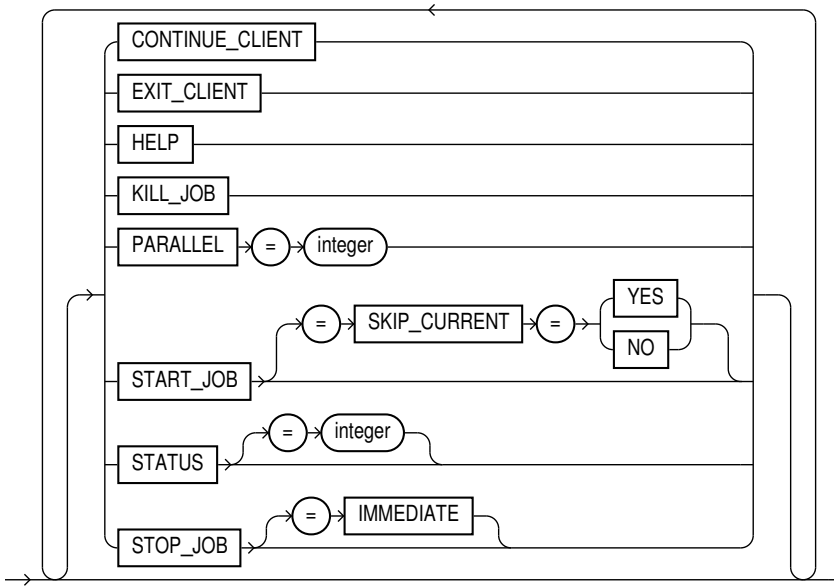 CONTINUE_CLIENT
EXIT_CLIENT
HELP
KILL_JOB
PARALLEL = integer
YES
= SKIP_CURRENT =
NO
START_JOB
= integer
STATUS
= IMMEDIATE
STOP_JOB